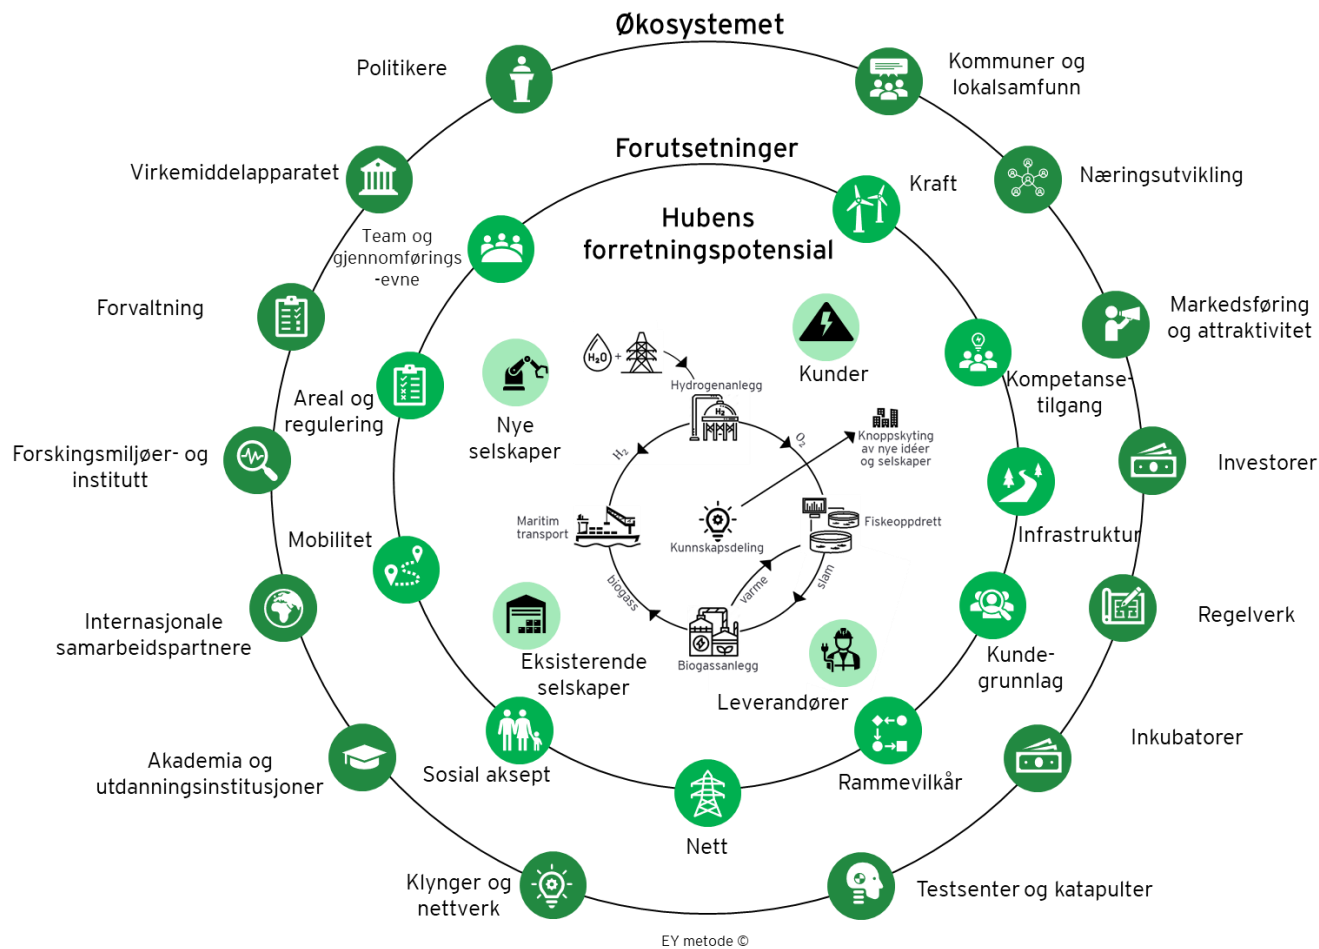 Økosystemet
Politikere
Kommuner og
lokalsamfunn
Virkemiddelapparatet
Næringsutvikling
Forvaltning
Markedsføring
og attraktivitet
Forskingsmiljøer- og
institutt
Investorer
Internasjonale
samarbeidspartnere
Regelverk
Akademia og
utdanningsinstitusjoner
Inkubatorer
Klynger og
nettverk
Testsenter og katapulter
Forutsetninger
Kraft
Team og
gjennomførings
-evne
Kompetanse-
tilgang
Areal og
regulering
Infrastruktur
Mobilitet
Kunde-
grunnlag
Sosial aksept
Rammevilkår
Nett
Hubens
forretningspotensial
Kunder
Nye
selskaper
Eksisterende
selskaper
Leverandører
H₂O
+
Hydrogenanlegg
H₂
H₂
O₂
Knoppskyting
av nye idéer
og selskaper
Maritim
transport
Kunnskapsdeling
Fiskeoppdrett
biogass
varme
slam
Biogassanlegg
EY metode ©